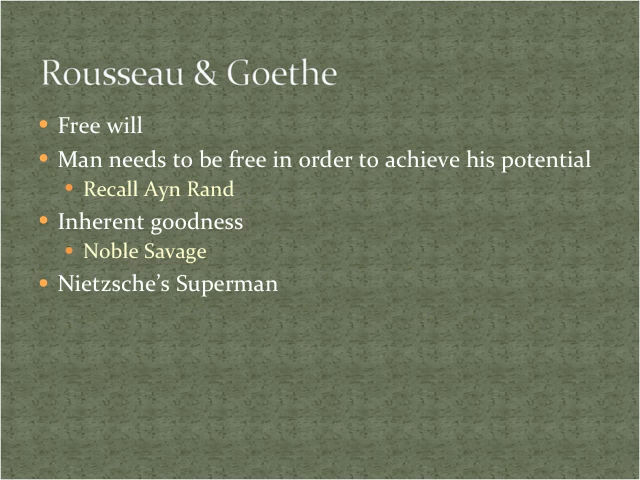 Rousseau & Goethe
• Free will
• Man needs to be free in order to achieve his potential
• Recall Ayn Rand
• Inherent goodness
• Noble Savage
• Nietzsche’s Superman